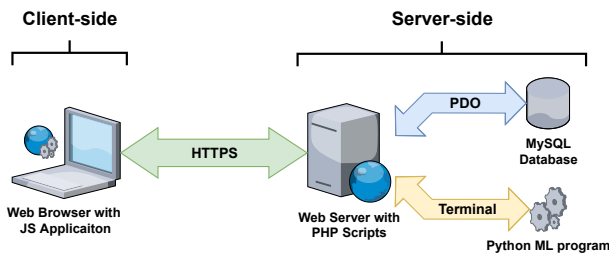 Client-side
Server-side
HTTPS
PDO
Terminal
Web Browser with
JS Applicaiton
Web Server with
PHP Scripts
MySQL
Database
Python ML program